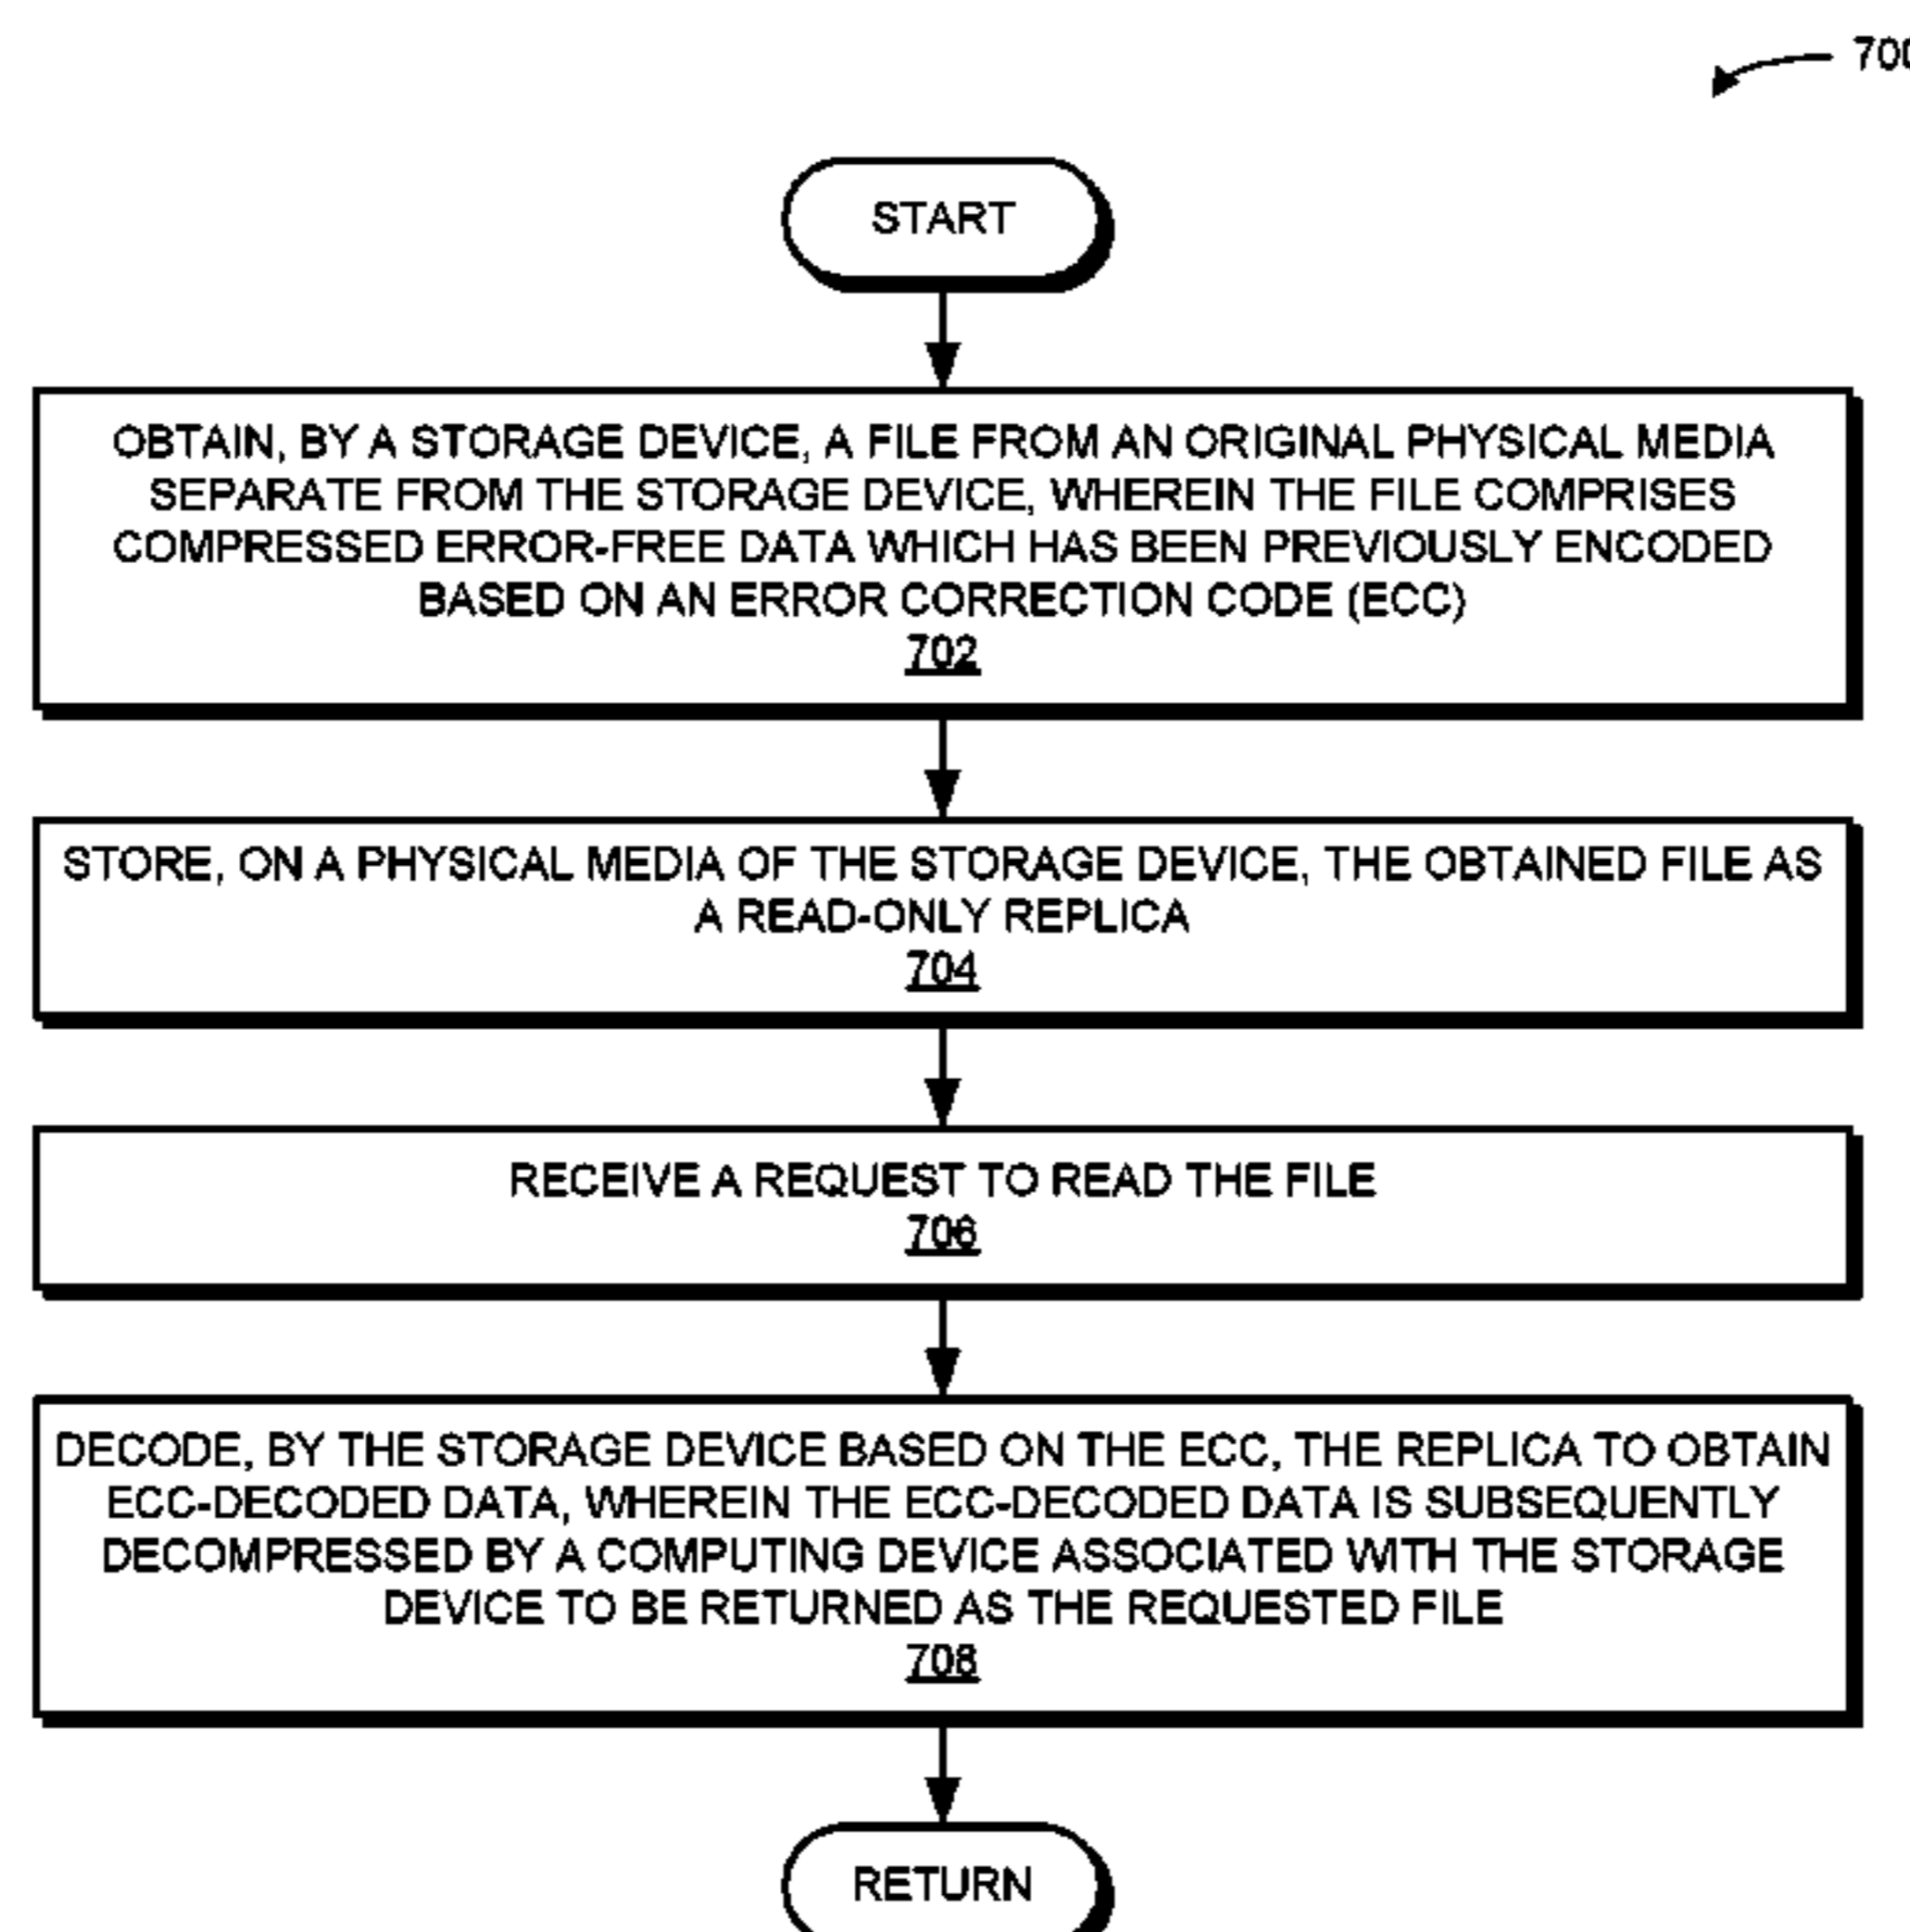 700
START
OBTAIN, BY A STORAGE DEVICE, A FILE FROM AN ORIGINAL PHYSICAL MEDIA
SEPARATE FROM THE STORAGE DEVICE, WHEREIN THE FILE COMPRISES
COMPRESSED ERROR-FREE DATA WHICH HAS BEEN PREVIOUSLY ENCODED
BASED ON AN ERROR CORRECTION CODE (ECC)
702
STORE, ON A PHYSICAL MEDIA OF THE STORAGE DEVICE, THE OBTAINED FILE AS
A READ-ONLY REPLICA
704
RECEIVE A REQUEST TO READ THE FILE
706
DECODE, BY THE STORAGE DEVICE BASED ON THE ECC, THE REPLICA TO OBTAIN
ECC-DECODED DATA, WHEREIN THE ECC-DECODED DATA IS SUBSEQUENTLY
DECOMPRESSED BY A COMPUTING DEVICE ASSOCIATED WITH THE STORAGE
DEVICE TO BE RETURNED AS THE REQUESTED FILE
708
RETURN